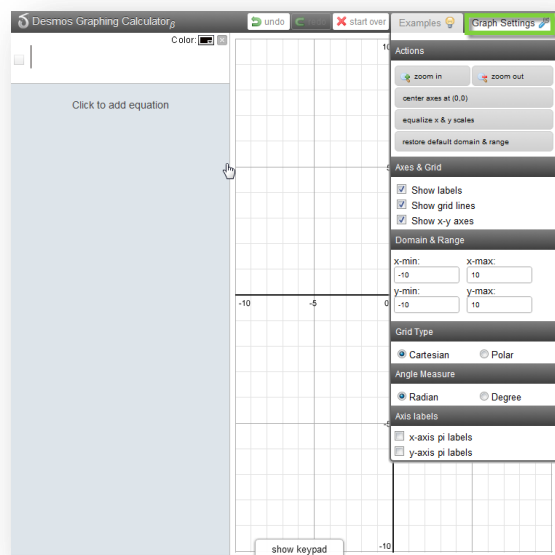 Desmos Graphing Calculatorβ
undo
start over
Examples
Graph Settings
Color:
Click to add equation
Actions
zoom in
zoom out
center axes at (0,0)
equalize x & y scales
restore default domain & range
Axes & Grid
Show labels
Show grid lines
Show x-y axes
Domain & Range
x-min:
x-max:
-10
10
y-min:
y-max:
-10
10
Grid Type
Cartesian
Polar
Angle Measure
Radian
Degree
Axis labels
x-axis pi labels
y-axis pi labels
10
-10
-5
0
-5
-10
show keypad